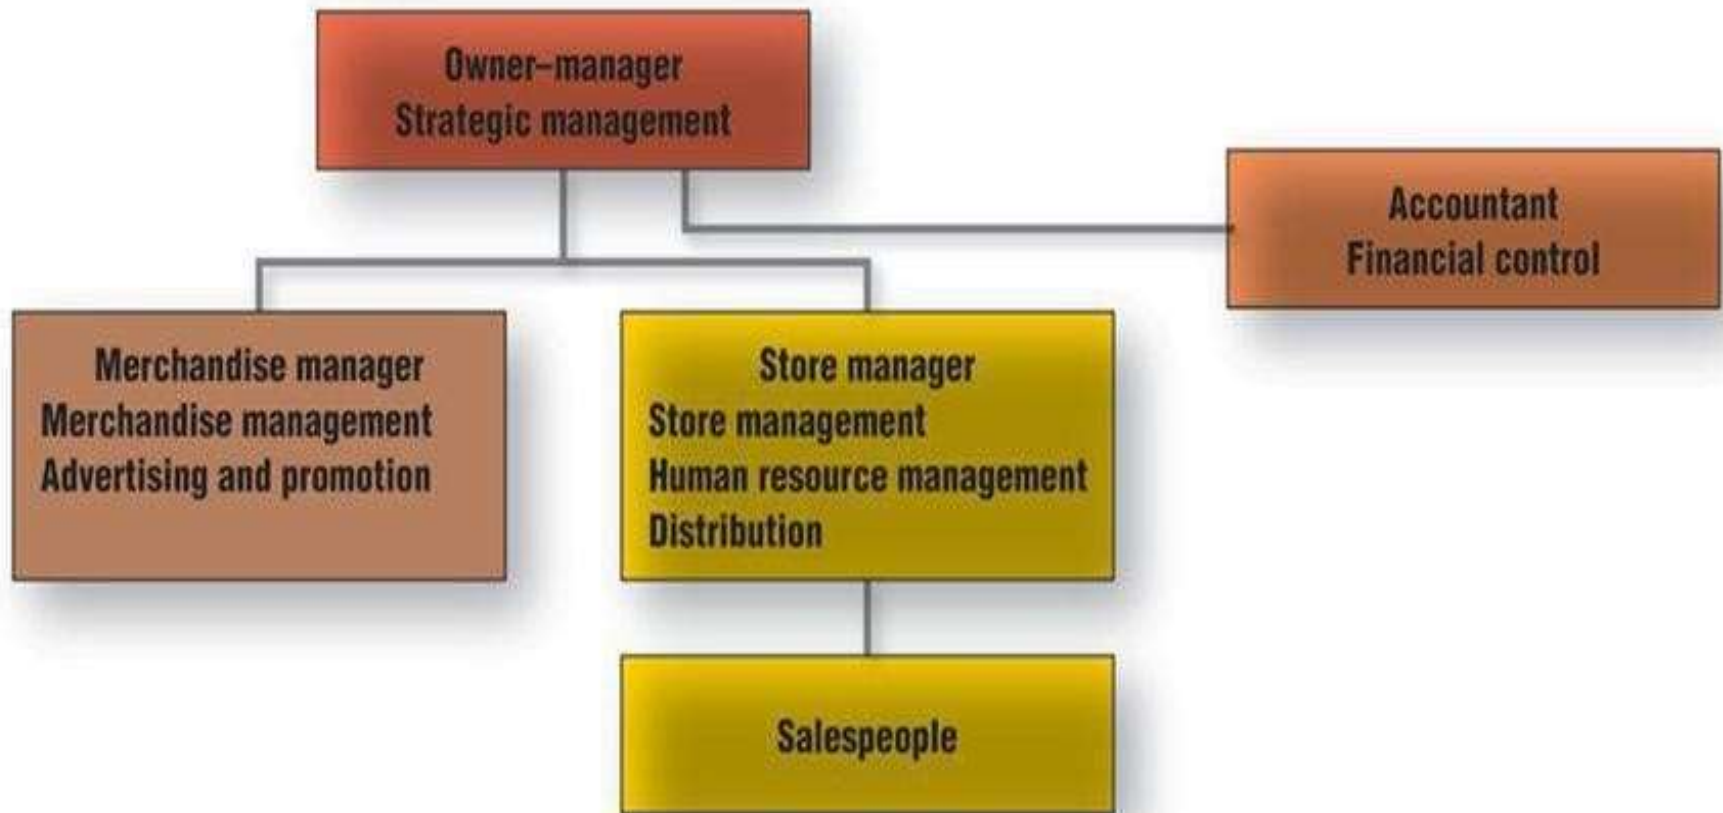 Owner–manager
Strategic management
Accountant
Financial control
Merchandise manager
Merchandise management
Advertising and promotion
Store manager
Store management
Human resource management
Distribution
Salespeople